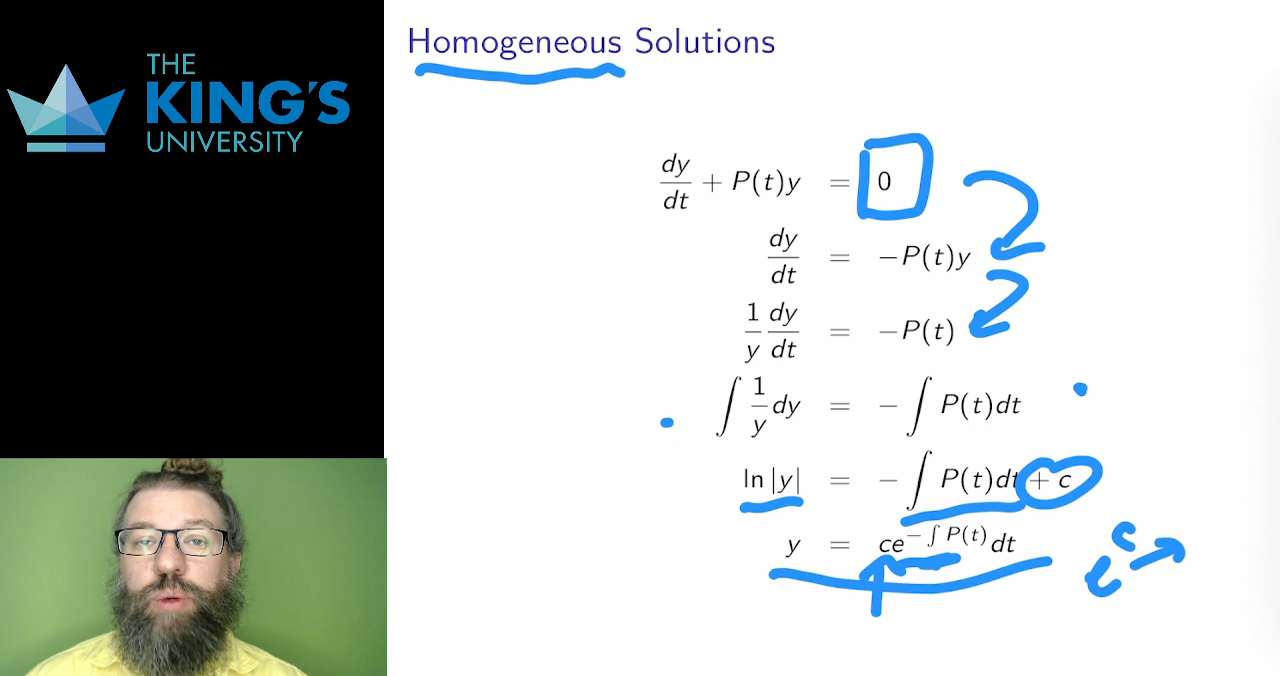 THE
KING'S
UNIVERSITY
Homogeneous Solutions
dy/dt + P(t)y = 0
dy/dt = −P(t)y
1/y dy/dt = −P(t)
∫ 1/y dy = − ∫ P(t)dt
ln |y| = − ∫ P(t)dt + c
y = ce^{− ∫ P(t)} dt
e^c